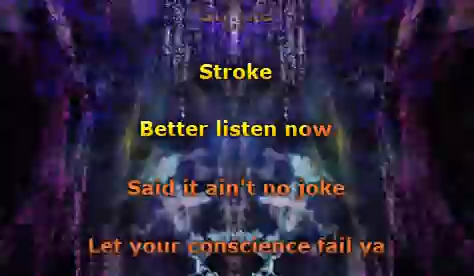 Stroke
Better listen now
Said it ain't no joke
Let your conscience fail ya